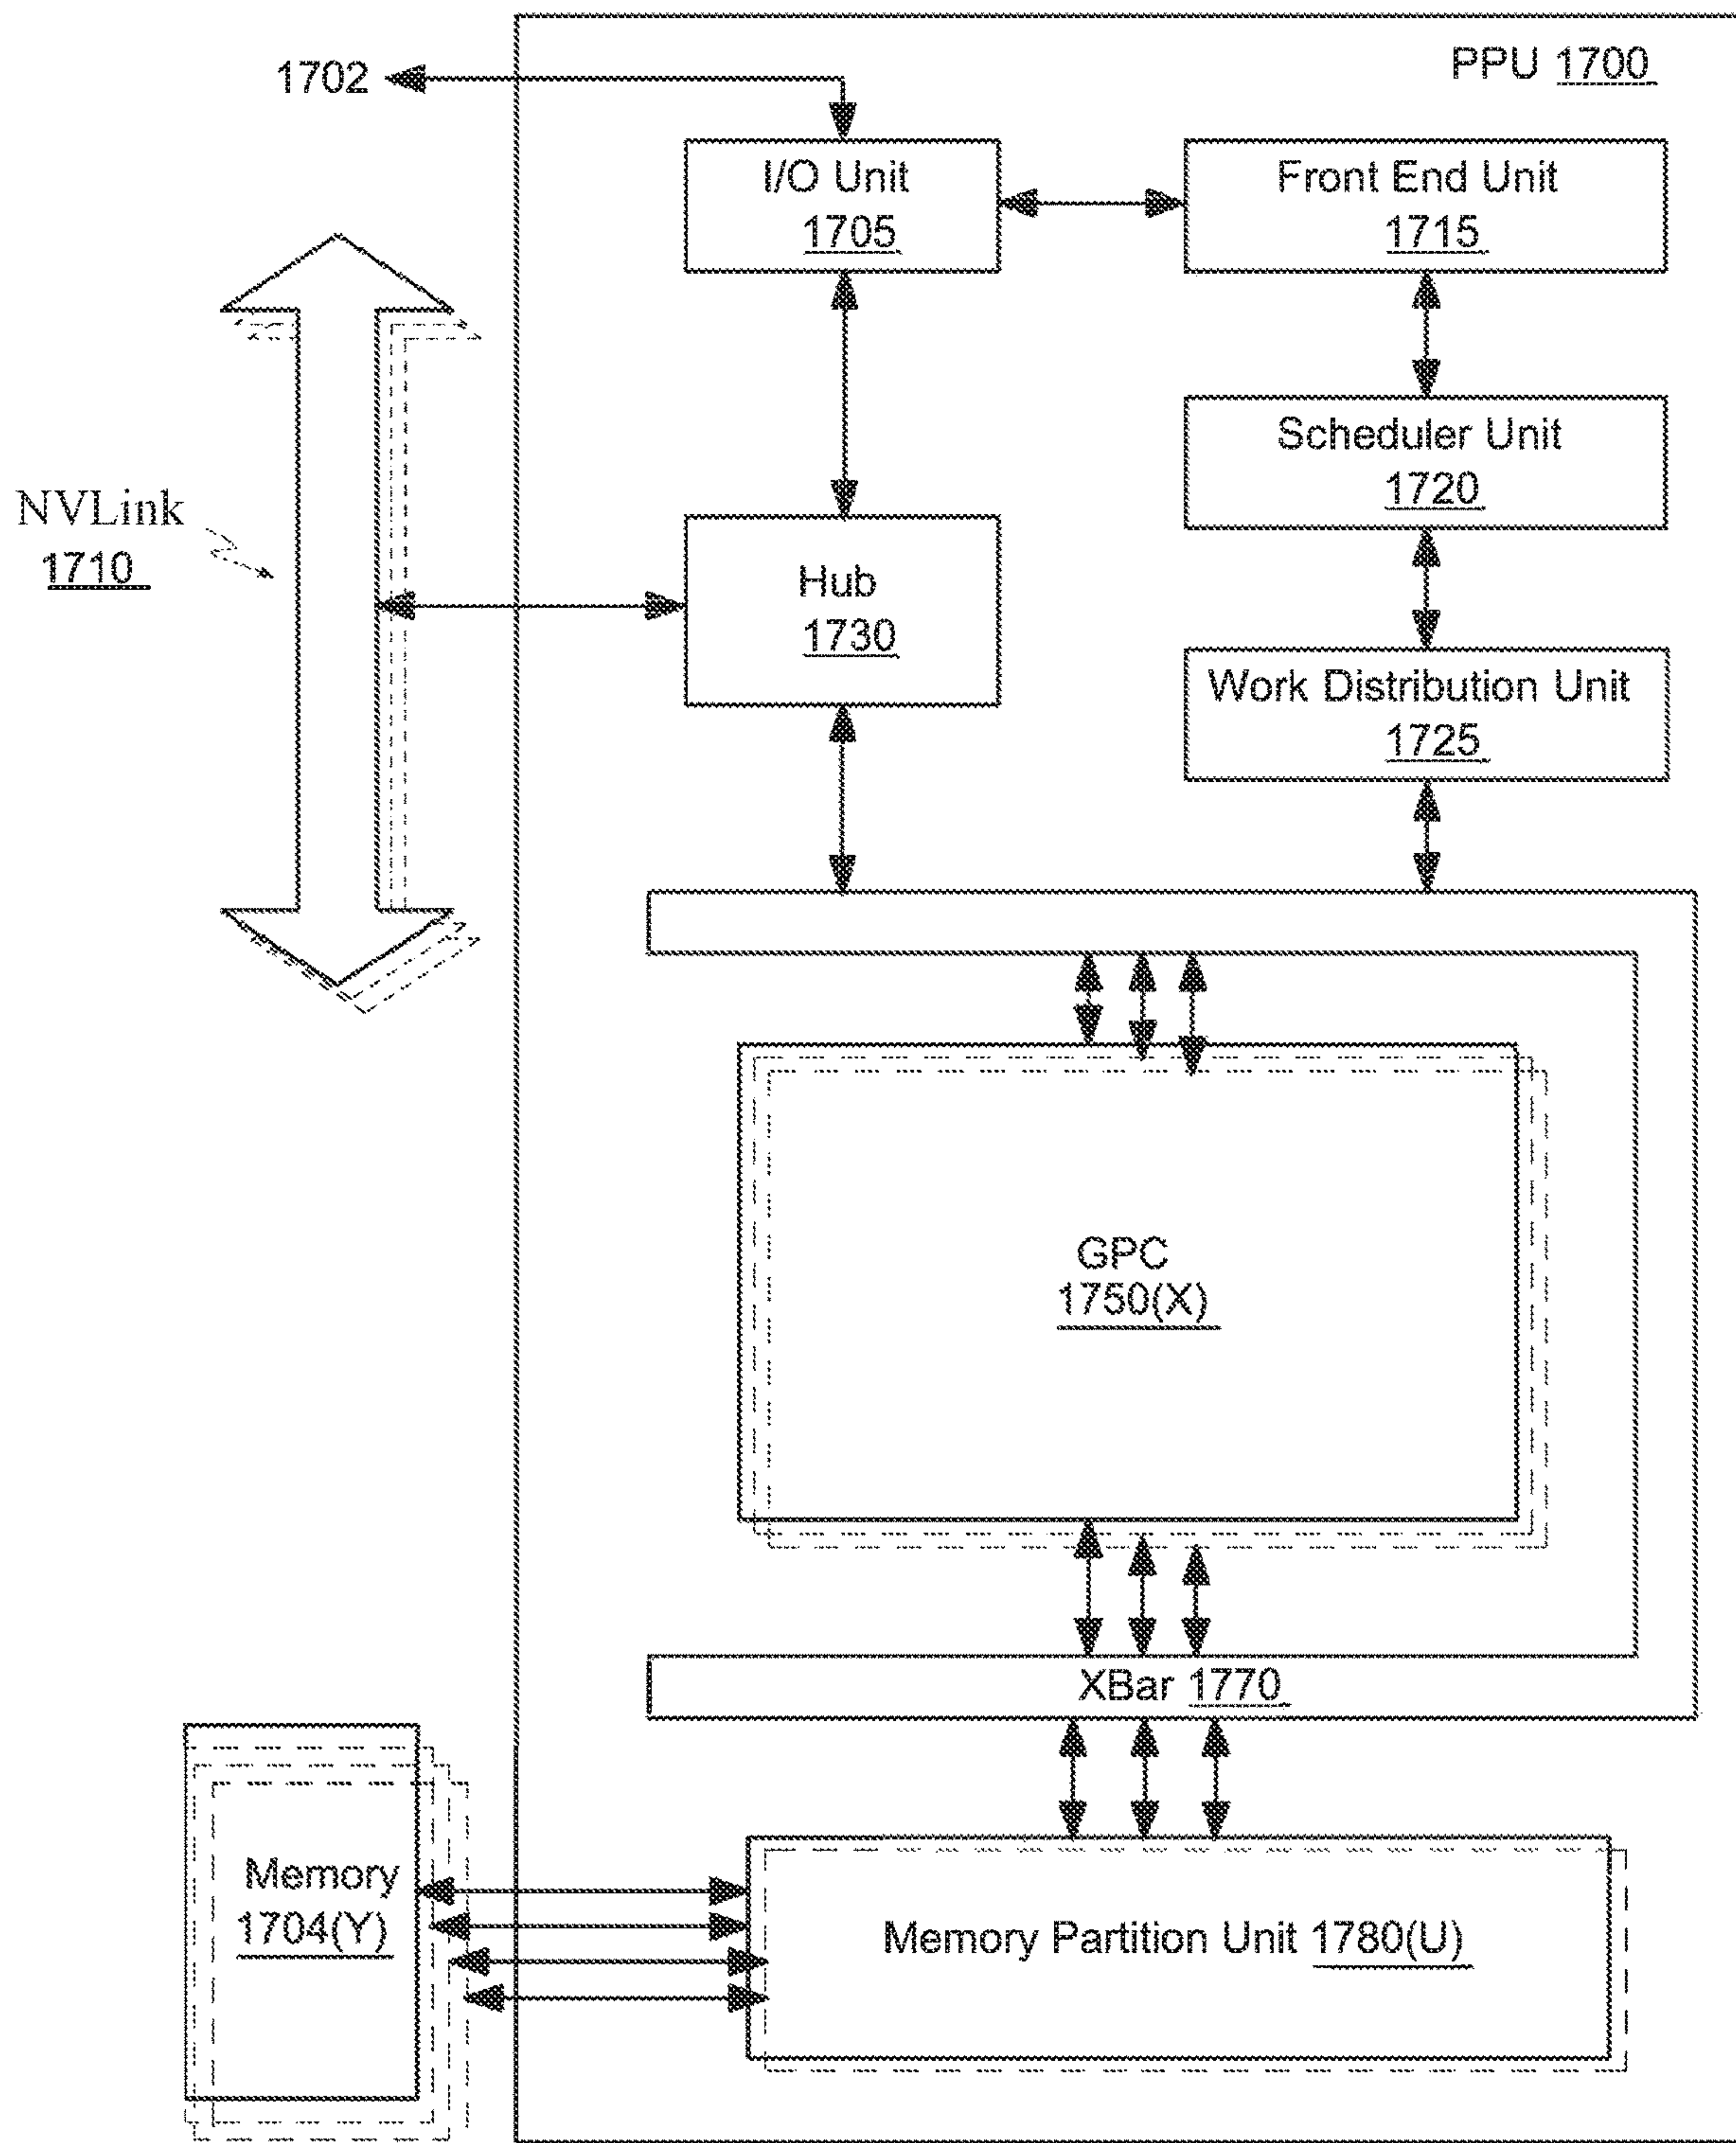 PPU 1700
1702
I/O Unit
1705
Front End Unit
1715
Scheduler Unit
1720
NVLink
1710
Hub
1730
Work Distribution Unit
1725
GPC
1750(X)
XBar 1770
Memory
1704(Y)
Memory Partition Unit 1780(U)